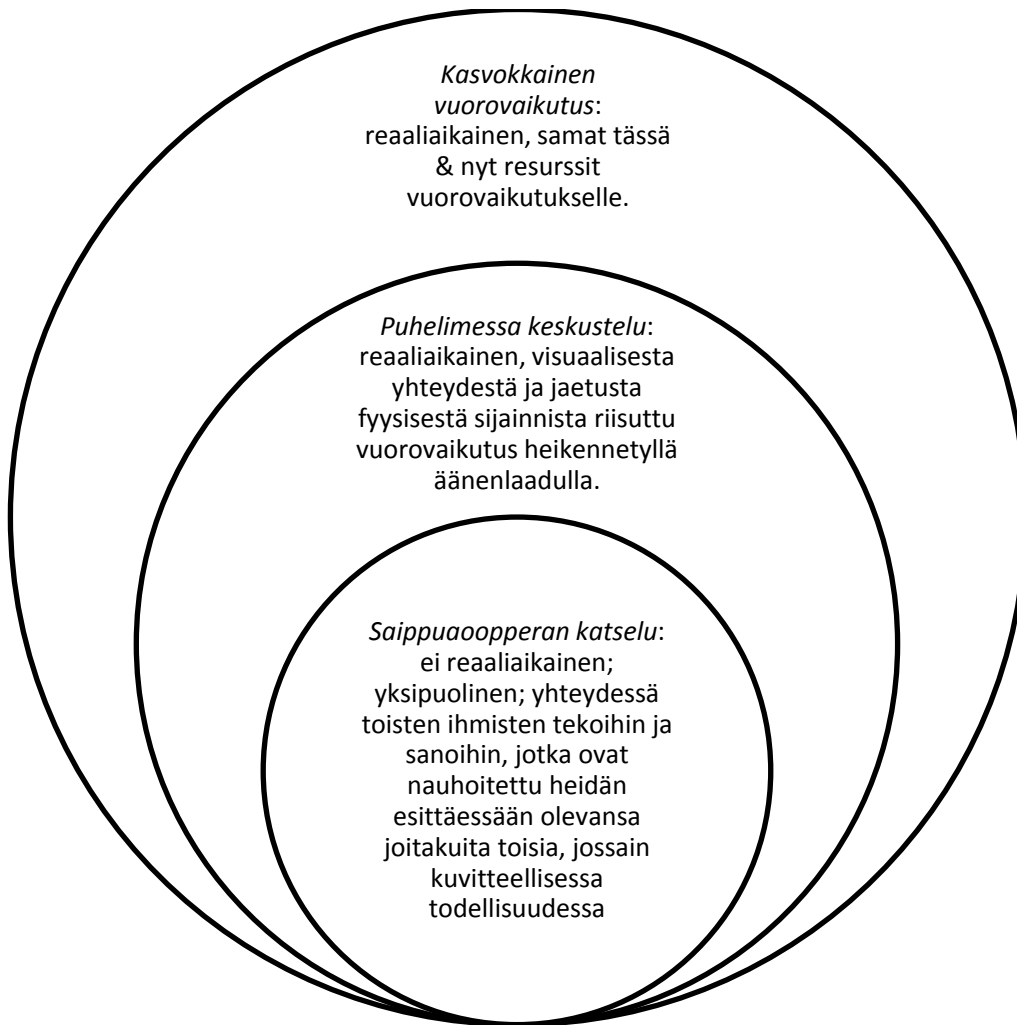 Kasvokkainen
vuorovaikutus:
reaaliaikainen, samat tässä
& nyt resurssit
vuorovaikutukselle.
Puhelimessa keskustelu:
reaaliaikainen, visuaalisesta
yhteydestä ja jaetusta
fyysisestä sijainnista riisuttu
vuorovaikutus heikennetyllä
äänenlaadulla.
Saippuaoopperan katselu:
ei reaaliaikainen;
yksipuolinen; yhteydessä
toisten ihmisten tekoihin ja
sanoihin, jotka ovat
nauhoitettu heidän
esittäessään olevansa
joitakuita toisia, jossain
kuvitteellisessa
todellisuudessa